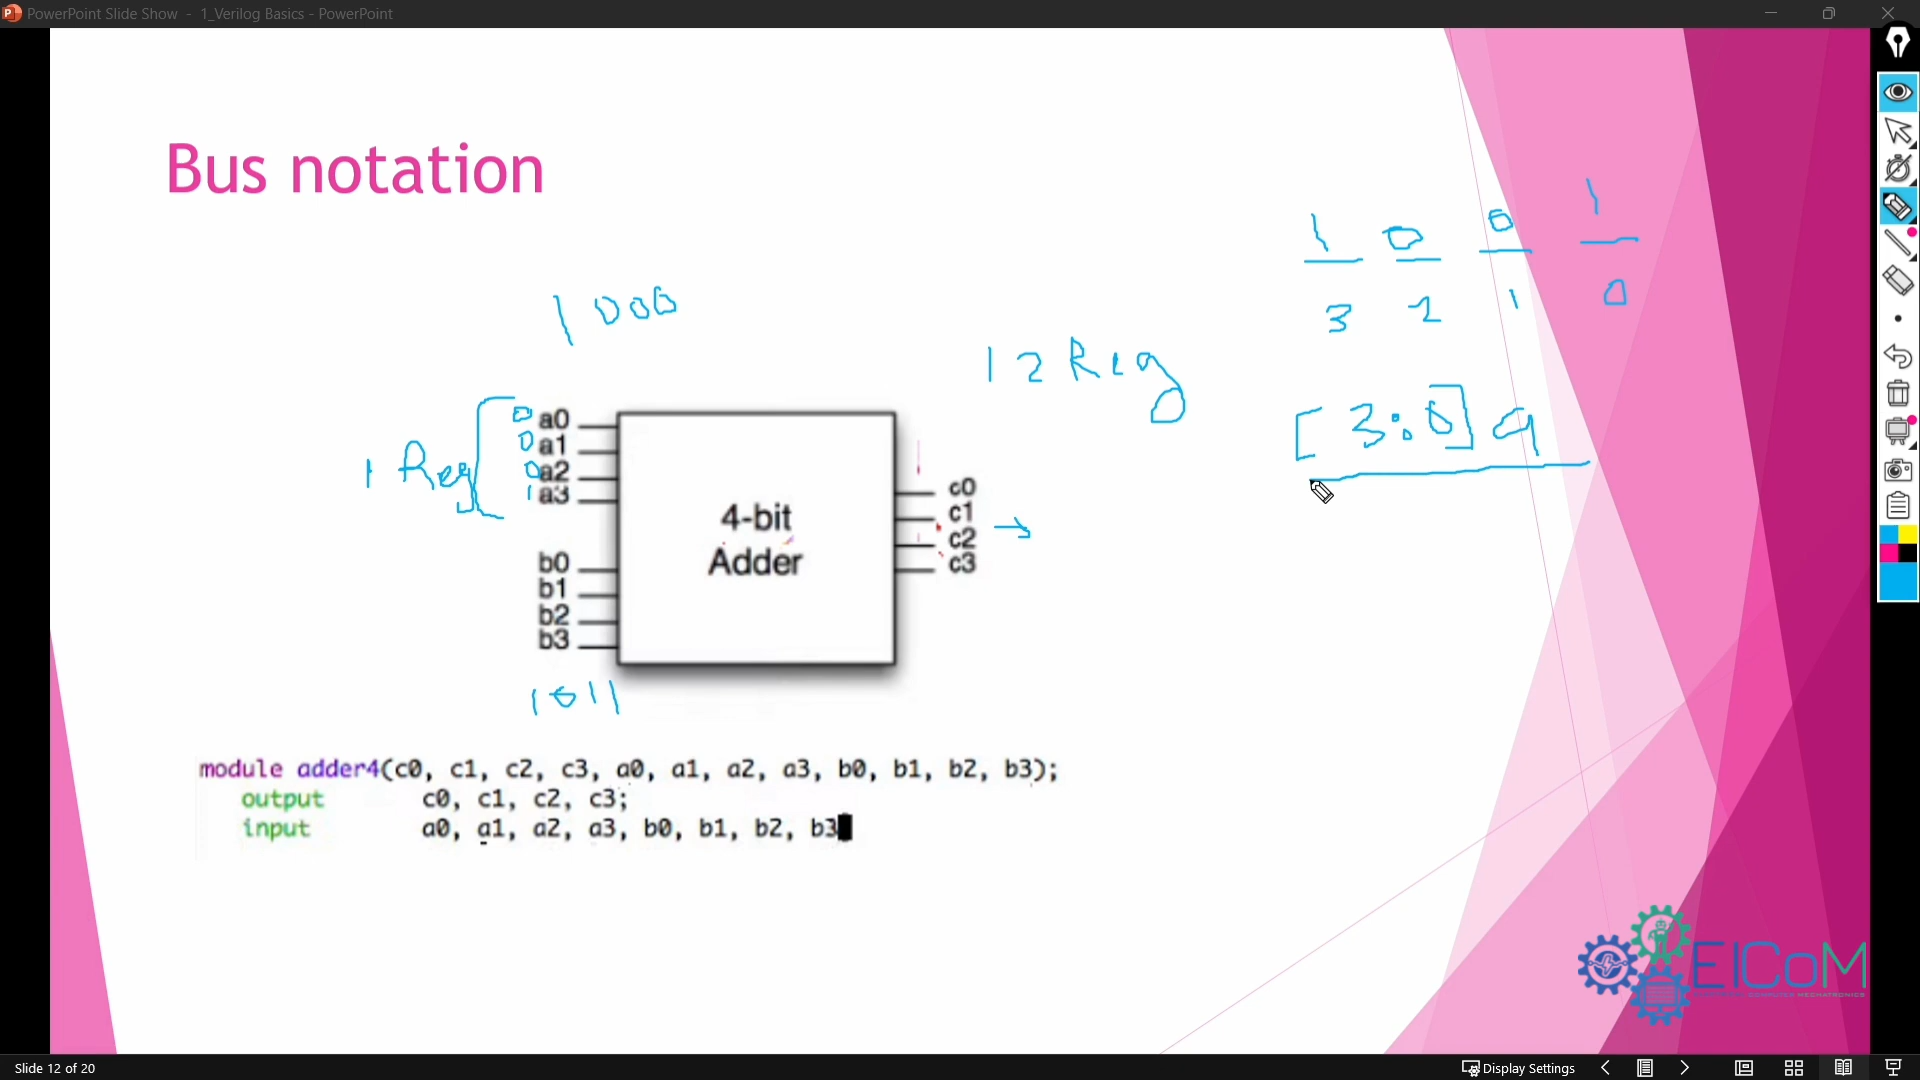 PowerPoint Slide Show - 1_Verilog Basics - PowerPoint
Bus notation
1 0 0 1
3 2 1 0
1000
12 Reg
[3:0] a
1 Reg
0 a0
0 a1
0 a2
1 a3
4-bit
Adder
c0
c1
c2
c3
b0
b1
b2
b3
1011
module adder4(c0, c1, c2, c3, a0, a1, a2, a3, b0, b1, b2, b3);
output c0, c1, c2, c3;
input a0, a1, a2, a3, b0, b1, b2, b3
EICoM
Slide 12 of 20
Display Settings